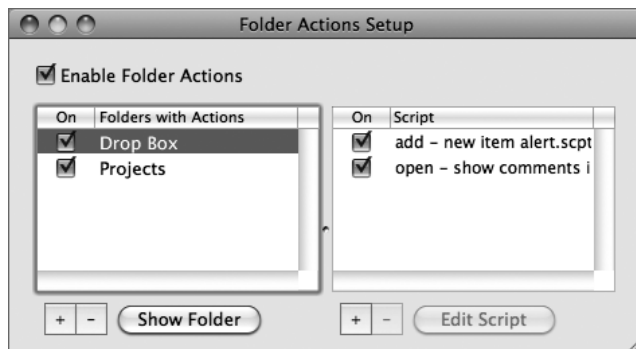 Folder Actions Setup
Enable Folder Actions
On Folders with Actions
Drop Box
Projects
On Script
add – new item alert.scpt
open – show comments i
+ – Show Folder
+ – Edit Script